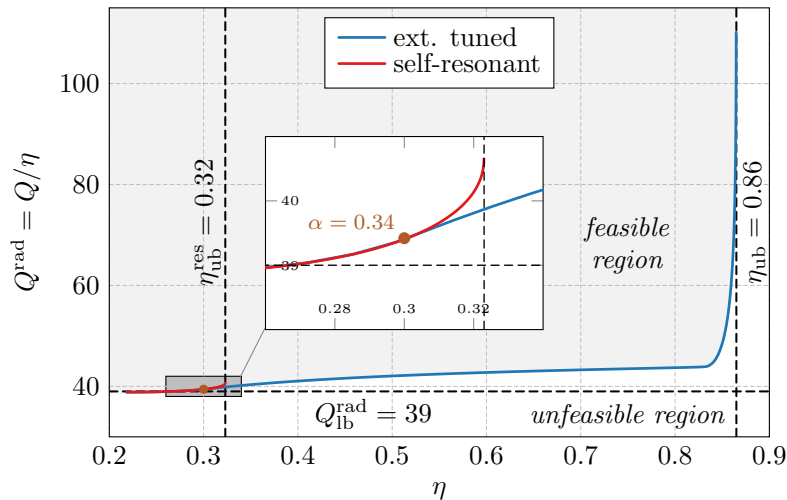 ext. tuned
self-resonant
100
80
60
40
Q^rad = Q/η
η_ub^res = 0.32
η_ub = 0.86
40
39
α = 0.34
0.28
0.3
0.32
feasible
region
Q_lb^rad = 39
unfeasible region
0.2
0.3
0.4
0.5
0.6
0.7
0.8
0.9
η